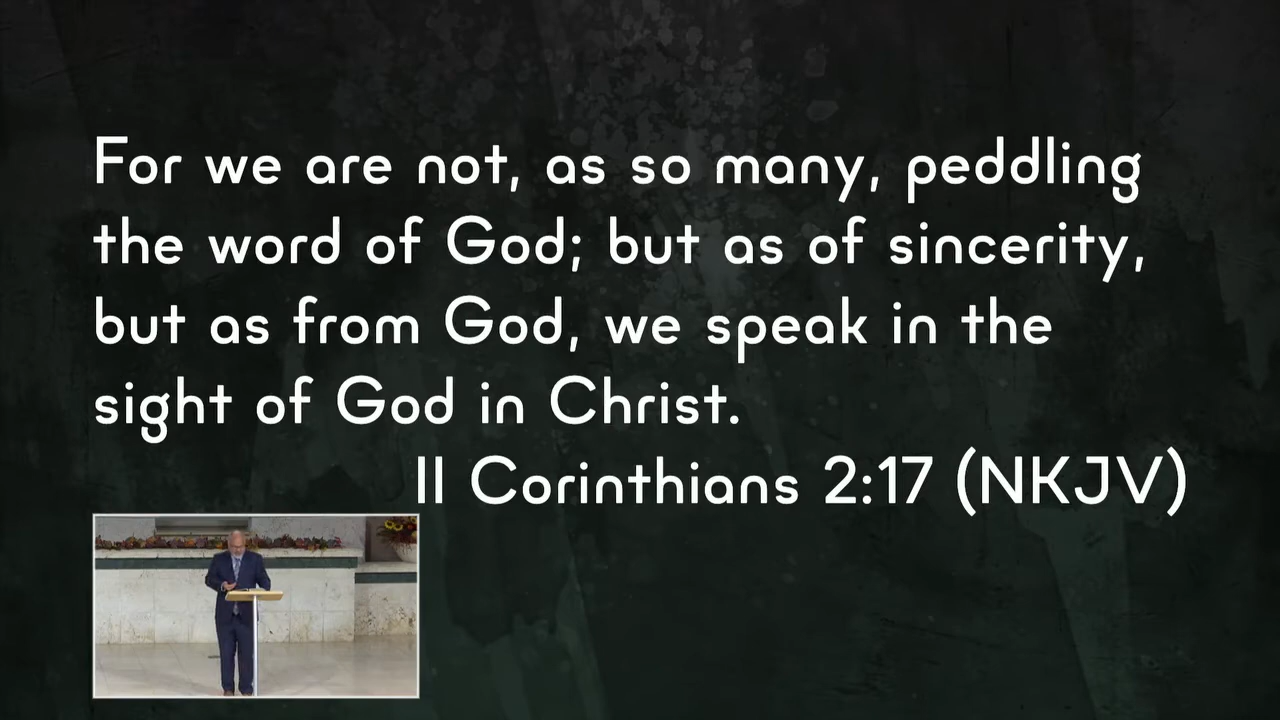 For we are not, as so many, peddling
the word of God; but as of sincerity,
but as from God, we speak in the
sight of God in Christ.
II Corinthians 2:17 (NKJV)